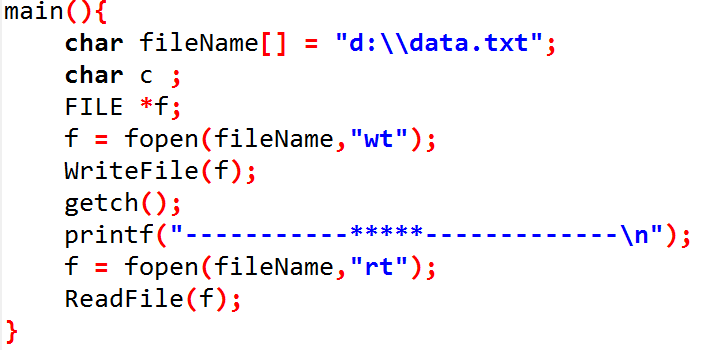 main(){
char fileName[] = "d:\\data.txt";
char c ;
FILE *f;
f = fopen(fileName,"wt");
WriteFile(f);
getch();
printf("-----------*****-------------\n");
f = fopen(fileName,"rt");
ReadFile(f);
}